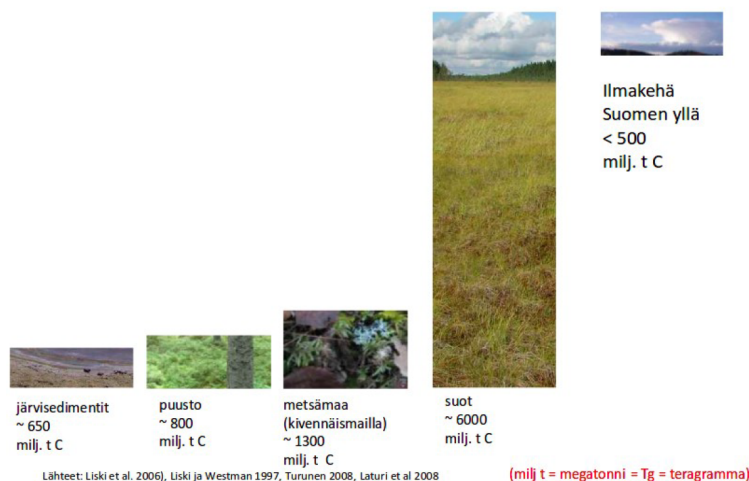 Ilmakehä
Suomen yllä
< 500
milj. t C
järvisedimentit
~ 650
milj. t C
puusto
~ 800
milj. t C
metsämaa
(kivennäismailla)
~ 1300
milj. t  C
suot
~ 6000
milj. t C
Lähteet: Liski et al. 2006), Liski ja Westman 1997, Turunen 2008, Laturi et al 2008
(milj t = megatonni = Tg = teragramma)